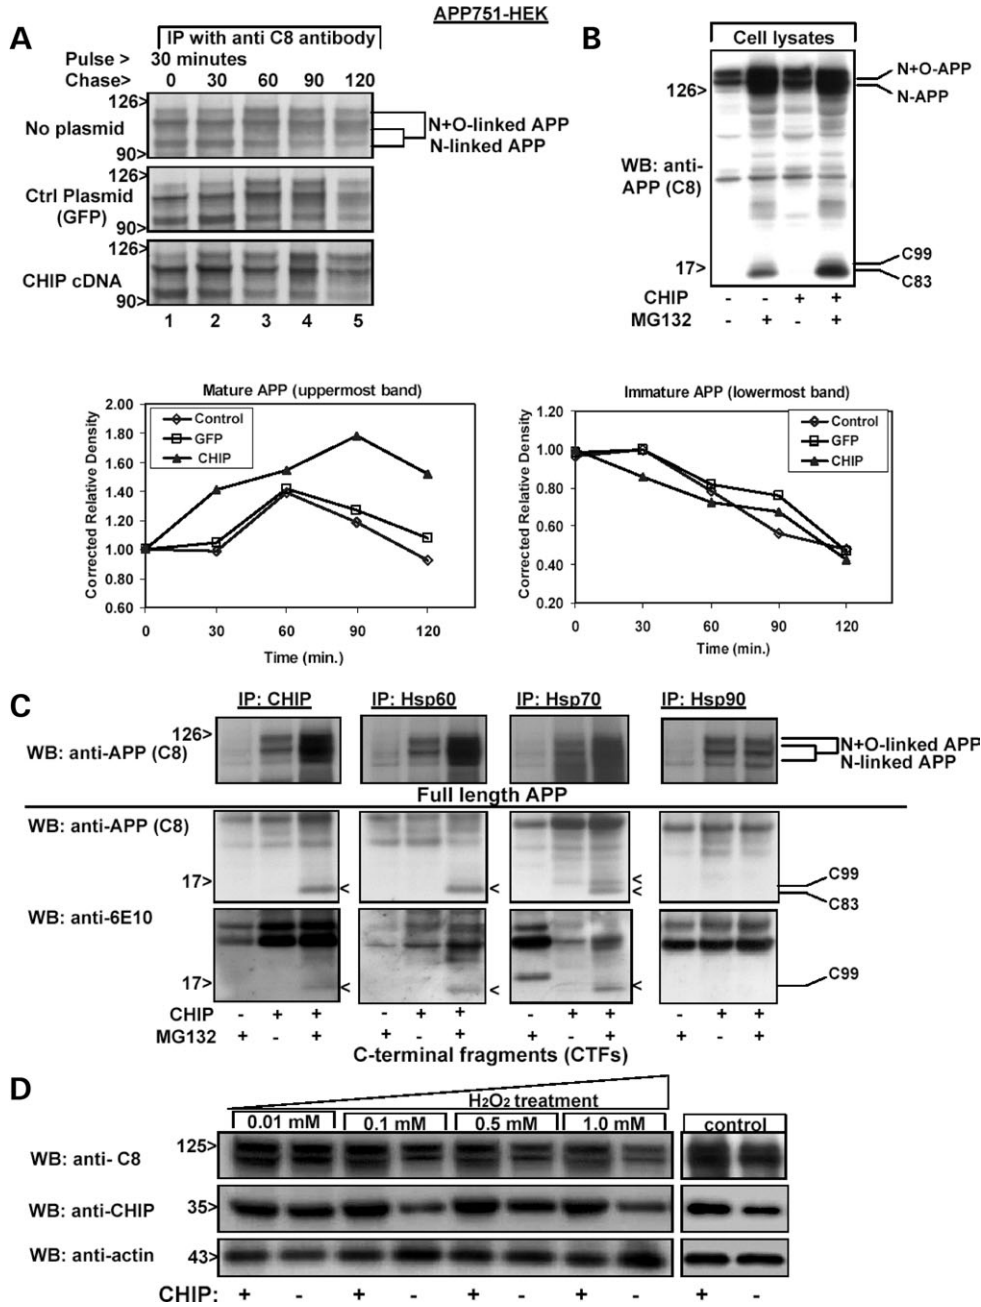 APP751-HEK
A
IP with anti C8 antibody
Pulse > 30 minutes
Chase> 0 30 60 90 120
126>
No plasmid
90>
N+O-linked APP
N-linked APP
126>
Ctrl Plasmid
(GFP)
90>
126>
CHIP cDNA
90>
1 2 3 4 5
B
Cell lysates
126>
N+O-APP
N-APP
WB: anti-
APP (C8)
17>
C99
C83
CHIP - - + +
MG132 - + - +
Mature APP (uppermost band)
Corrected Relative Density
2.00
1.80
1.60
1.40
1.20
1.00
0.80
0.60
Control
GFP
CHIP
0 30 60 90 120
Time (min.)
Immature APP (lowermost band)
Corrected Relative Density
1.20
1.00
0.80
0.60
0.40
0.20
Control
GFP
CHIP
0 30 60 90 120
Time (min.)
C
IP: CHIP IP: Hsp60 IP: Hsp70 IP: Hsp90
126>
WB: anti-APP (C8)
N+O-linked APP
N-linked APP
Full length APP
WB: anti-APP (C8)
17> < < < <
C99
C83
WB: anti-6E10
17> < < <
C99
CHIP - + + - + + - + + - + +
MG132 + - + + - + + - + + - +
C-terminal fragments (CTFs)
D
H2O2 treatment
0.01 mM 0.1 mM 0.5 mM 1.0 mM control
WB: anti- C8 125>
WB: anti-CHIP 35>
WB: anti-actin 43>
CHIP: + - + - + - + - + -